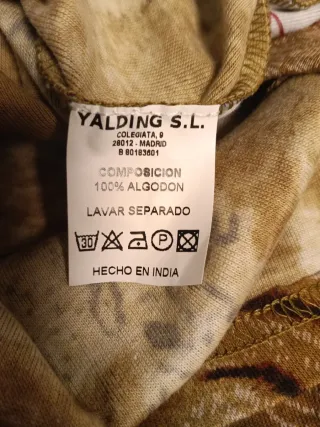 YALDING S.L.
COLEGIATA, 9
28012 - MADRID
B 80183601
COMPOSICION
100% ALGODON
LAVAR SEPARADO
30 P
HECHO EN INDIA